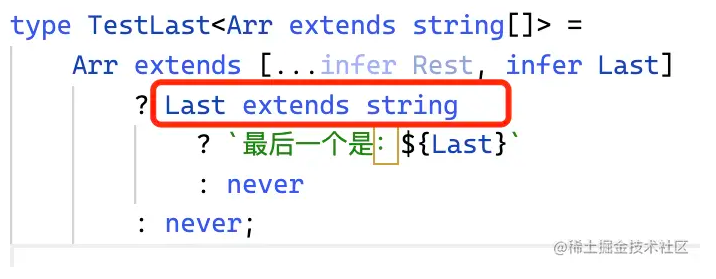 type TestLast<Arr extends string[]> =
    Arr extends [...infer Rest, infer Last]
        ? Last extends string
            ? `最后一个是：${Last}`
            : never
        : never;
@稀土掘金技术社区